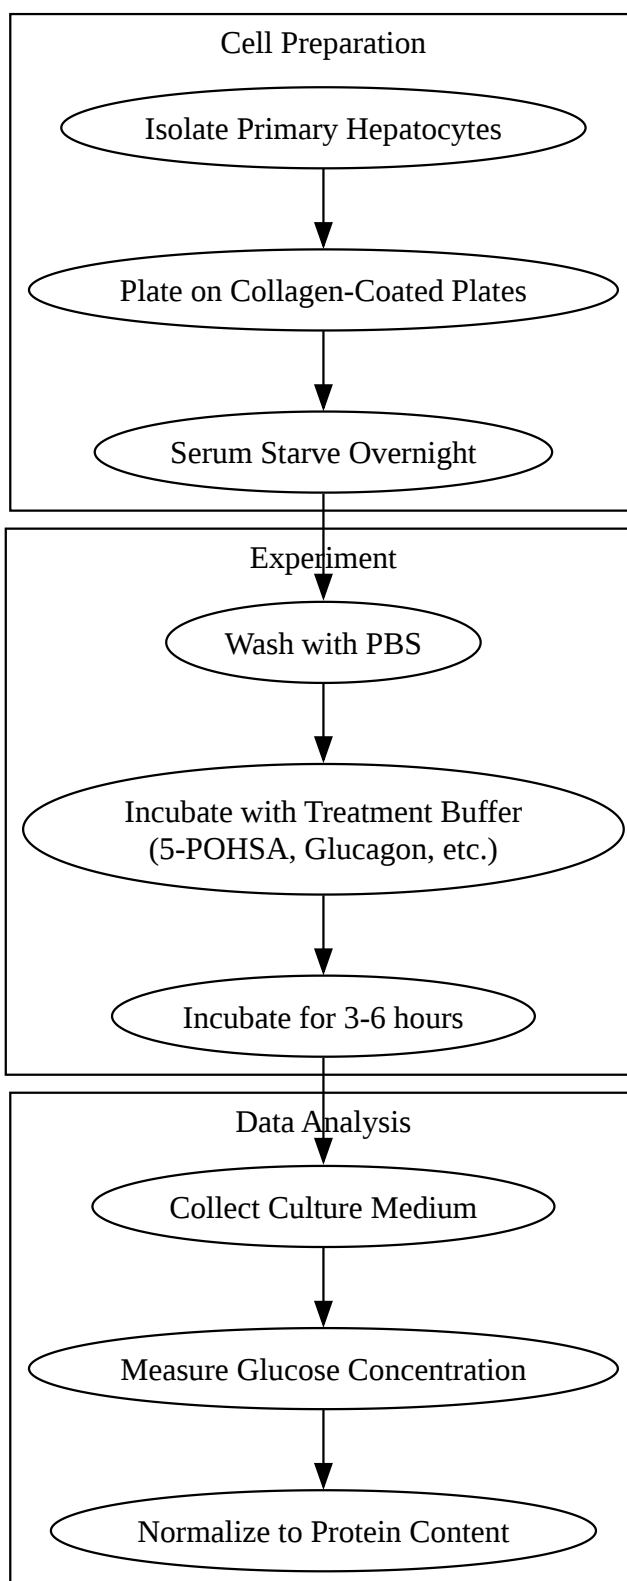 Cell Preparation
Isolate Primary Hepatocytes
Plate on Collagen-Coated Plates
Serum Starve Overnight
Experiment
Wash with PBS
Incubate with Treatment Buffer
(5-POHSA, Glucagon, etc.)
Incubate for 3-6 hours
Data Analysis
Collect Culture Medium
Measure Glucose Concentration
Normalize to Protein Content